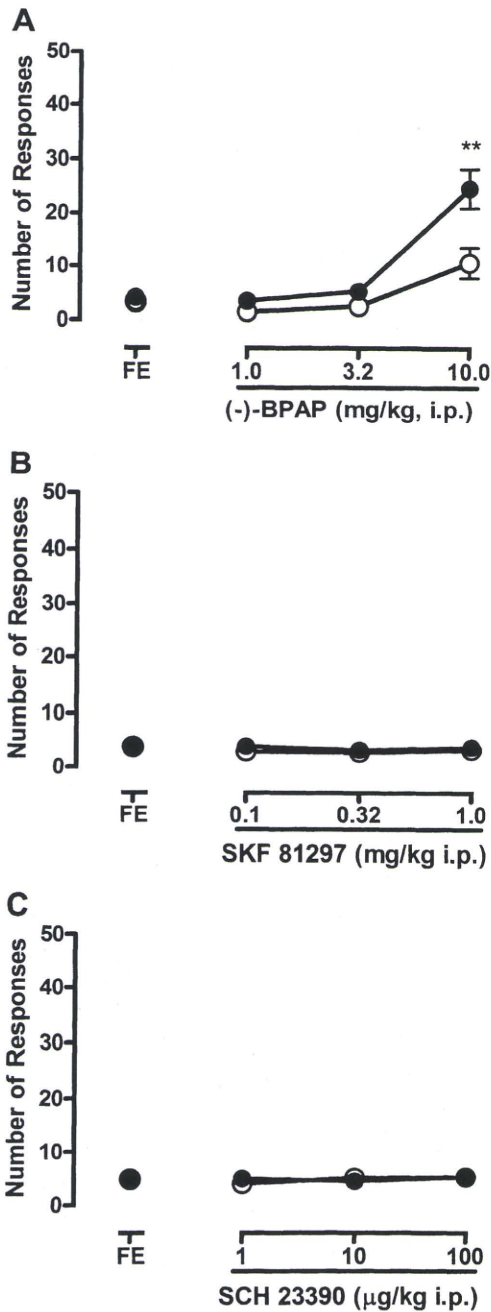 A
Number of Responses
50
40
30
20
10
0
**
FE
1.0 3.2 10.0
(-)-BPAP (mg/kg, i.p.)
B
Number of Responses
50
40
30
20
10
0
FE
0.1 0.32 1.0
SKF 81297 (mg/kg i.p.)
C
Number of Responses
50
40
30
20
10
0
FE
1 10 100
SCH 23390 (μg/kg i.p.)